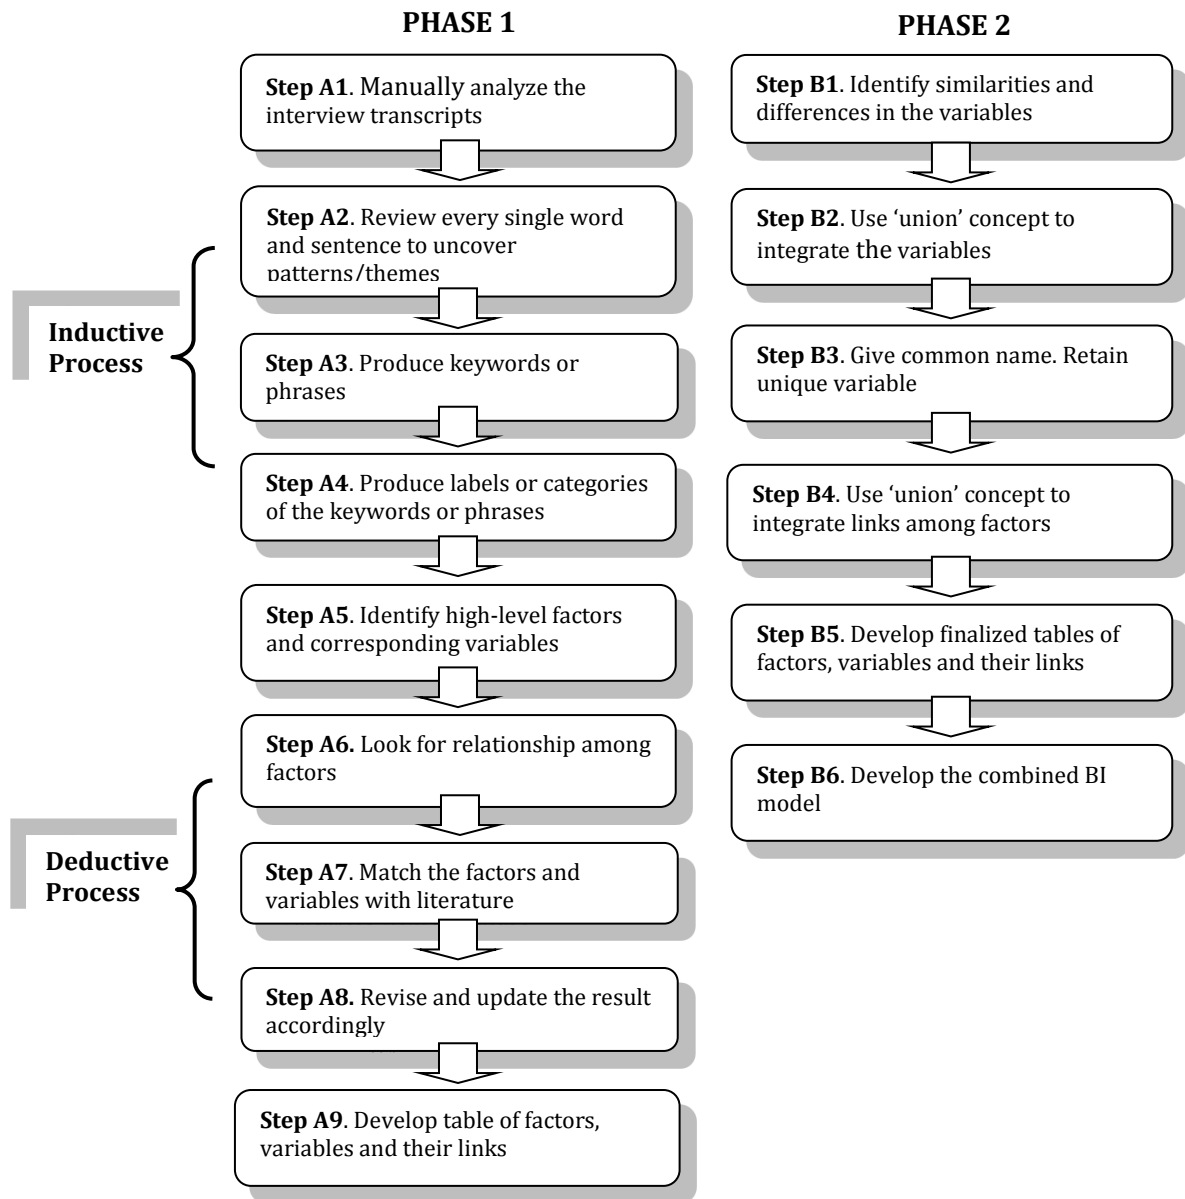 PHASE 1
Step A1. Manually analyze the
interview transcripts
Step A2. Review every single word
and sentence to uncover
patterns/themes
Inductive
Process
Step A3. Produce keywords or
phrases
Step A4. Produce labels or categories
of the keywords or phrases
Step A5. Identify high-level factors
and corresponding variables
Step A6. Look for relationship among
factors
Deductive
Process
Step A7. Match the factors and
variables with literature
Step A8. Revise and update the result
accordingly
Step A9. Develop table of factors,
variables and their links
PHASE 2
Step B1. Identify similarities and
differences in the variables
Step B2. Use ‘union’ concept to
integrate the variables
Step B3. Give common name. Retain
unique variable
Step B4. Use ‘union’ concept to
integrate links among factors
Step B5. Develop finalized tables of
factors, variables and their links
Step B6. Develop the combined BI
model